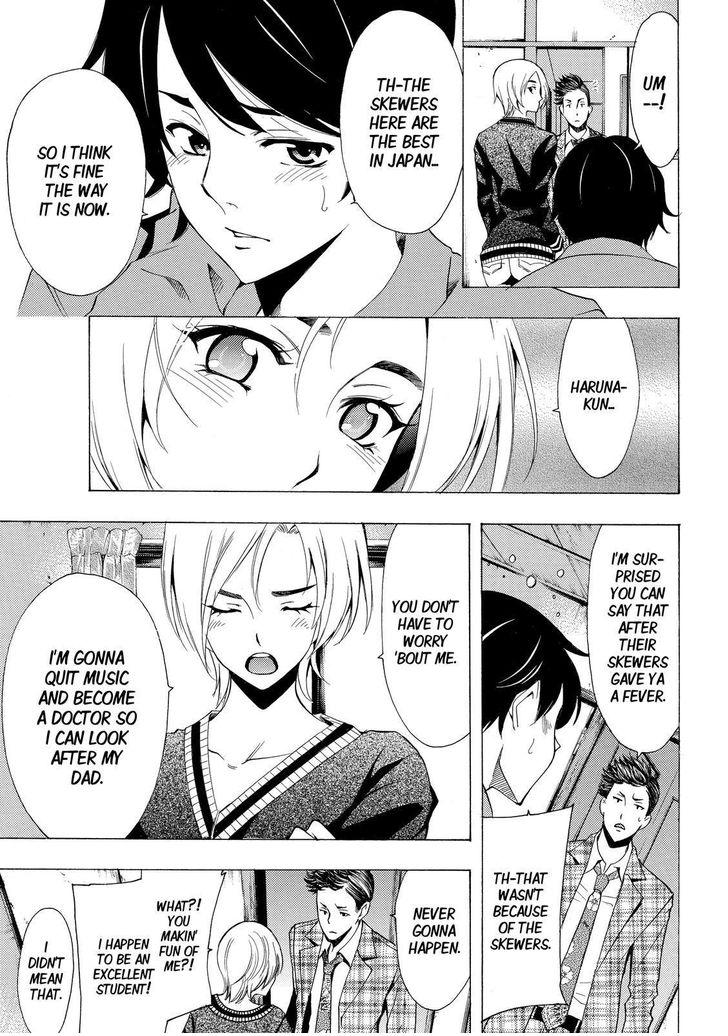 UM
--!
TH-THE
SKEWERS
HERE ARE
THE BEST
IN JAPAN...
SO I THINK
IT'S FINE
THE WAY
IT IS NOW.
HARUNA-
KUN...
I'M SUR-
PRISED
YOU CAN
SAY THAT
AFTER
THEIR
SKEWERS
GAVE YA
A FEVER.
TH-THAT
WASN'T
BECAUSE
OF THE
SKEWERS.
YOU DON'T
HAVE TO
WORRY
'BOUT ME.
I'M GONNA
QUIT MUSIC
AND BECOME
A DOCTOR SO
I CAN LOOK
AFTER MY
DAD.
NEVER
GONNA
HAPPEN.
WHAT?!
YOU
MAKIN'
FUN OF
ME?!
I HAPPEN
TO BE AN
EXCELLENT
STUDENT!
I
DIDN'T
MEAN
THAT.